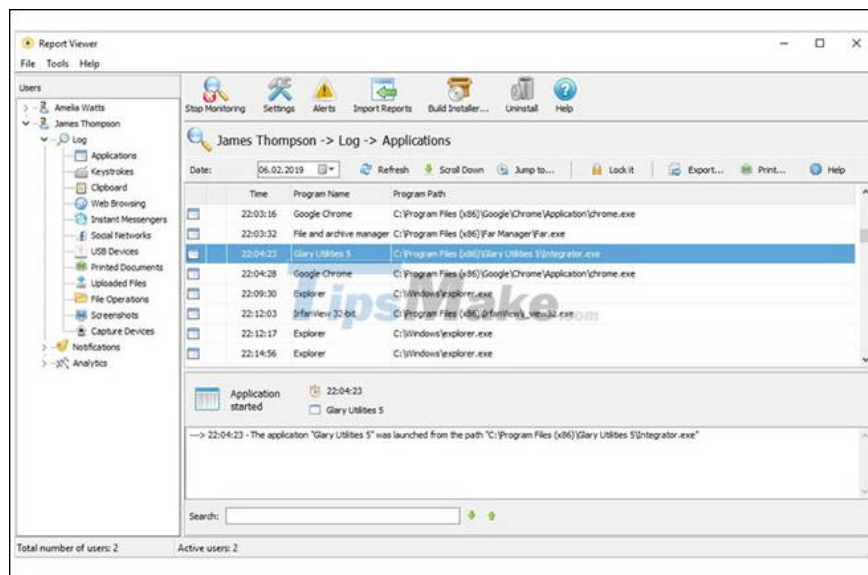 Report Viewer
File Tools Help
Users
Amelia Watts
James Thompson
Log
Applications
Keystrokes
Clipboard
Web Browsing
Instant Messengers
Social Networks
USB Devices
Printed Documents
Uploaded Files
File Operations
Screenshots
Capture Devices
Notifications
Analytics
Stop Monitoring Settings Alerts Import Reports Build Installer... Uninstall Help
James Thompson -> Log -> Applications
Date: 06.02.2019 Refresh Scroll Down Jump to... Lock it Export... Print... Help
Time Program Name Program Path
22:03:16 Google Chrome C:\Program Files (x86)\Google\Chrome\Application\chrome.exe
22:03:32 File and archive manager C:\Program Files (x86)\Far Manager\Far.exe
22:04:23 Glary Utilities 5 C:\Program Files (x86)\Glary Utilities 5\Integrator.exe
22:04:28 Google Chrome C:\Program Files (x86)\Google\Chrome\Application\chrome.exe
22:09:30 Explorer C:\Windows\explorer.exe
22:12:03 IrfanView 32-bit C:\Program Files (x86)\IrfanView\i_view32.exe
22:12:17 Explorer C:\Windows\explorer.exe
22:14:56 Explorer C:\Windows\explorer.exe
TipsMake.com
Application started
22:04:23
Glary Utilities 5
---> 22:04:23 - The application "Glary Utilities 5" was launched from the path "C:\Program Files (x86)\Glary Utilities 5\Integrator.exe"
Search:
Total number of users: 2 Active users: 2